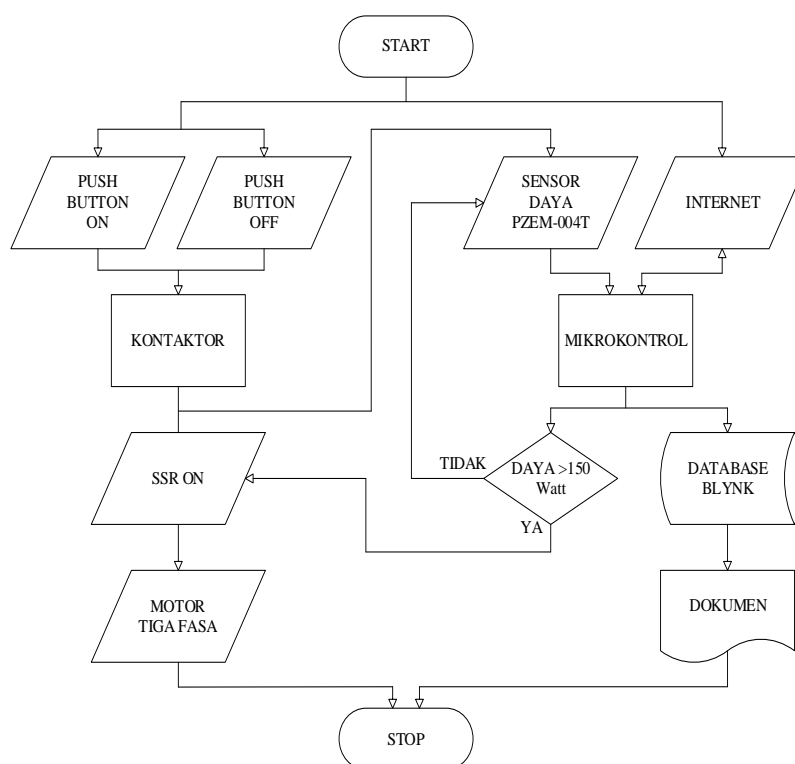 START
PUSH
BUTTON
ON
PUSH
BUTTON
OFF
SENSOR
DAYA
PZEM-004T
INTERNET
KONTAKTOR
MIKROKONTROL
SSR ON
TIDAK
DAYA >150
Watt
YA
DATABASE
BLYNK
MOTOR
TIGA FASA
DOKUMEN
STOP